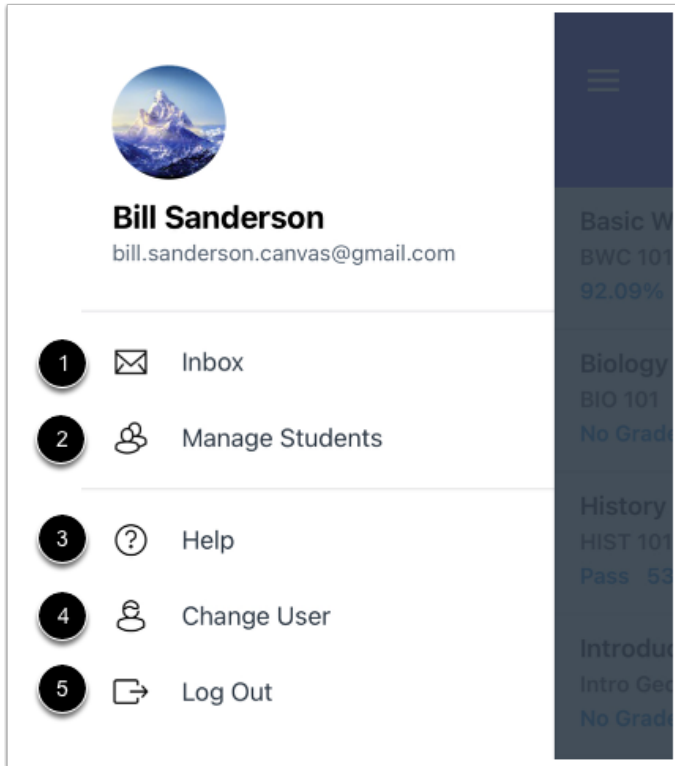 Bill Sanderson
bill.sanderson.canvas@gmail.com
1 Inbox
2 Manage Students
3 Help
4 Change User
5 Log Out
Basic W
BWC 101
92.09%
Biology
BIO 101
No Grade
History
HIST 101
Pass 53
Introduc
Intro Geo
No Grade